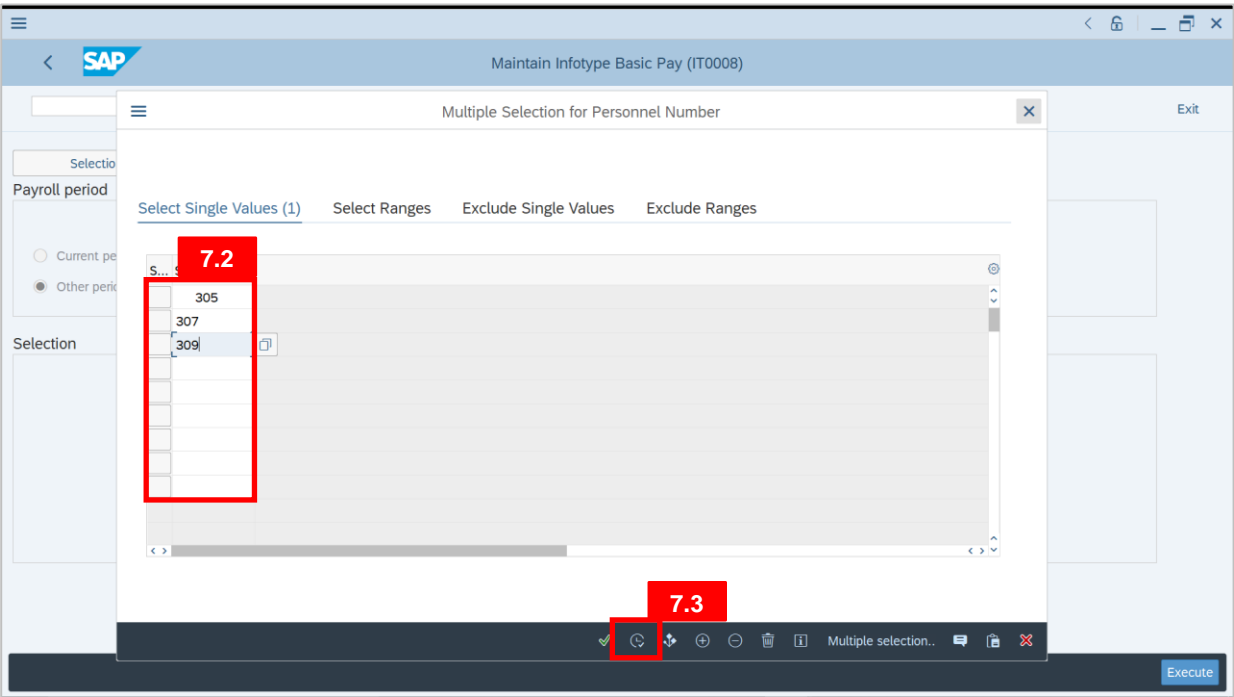 SAP
Maintain Infotype Basic Pay (IT0008)
Multiple Selection for Personnel Number
Exit
Selectio
Payroll period
Select Single Values (1) Select Ranges Exclude Single Values Exclude Ranges
Current pe
7.2
S... S
Other peri
305
307
Selection
309
7.3
Multiple selection..
Execute